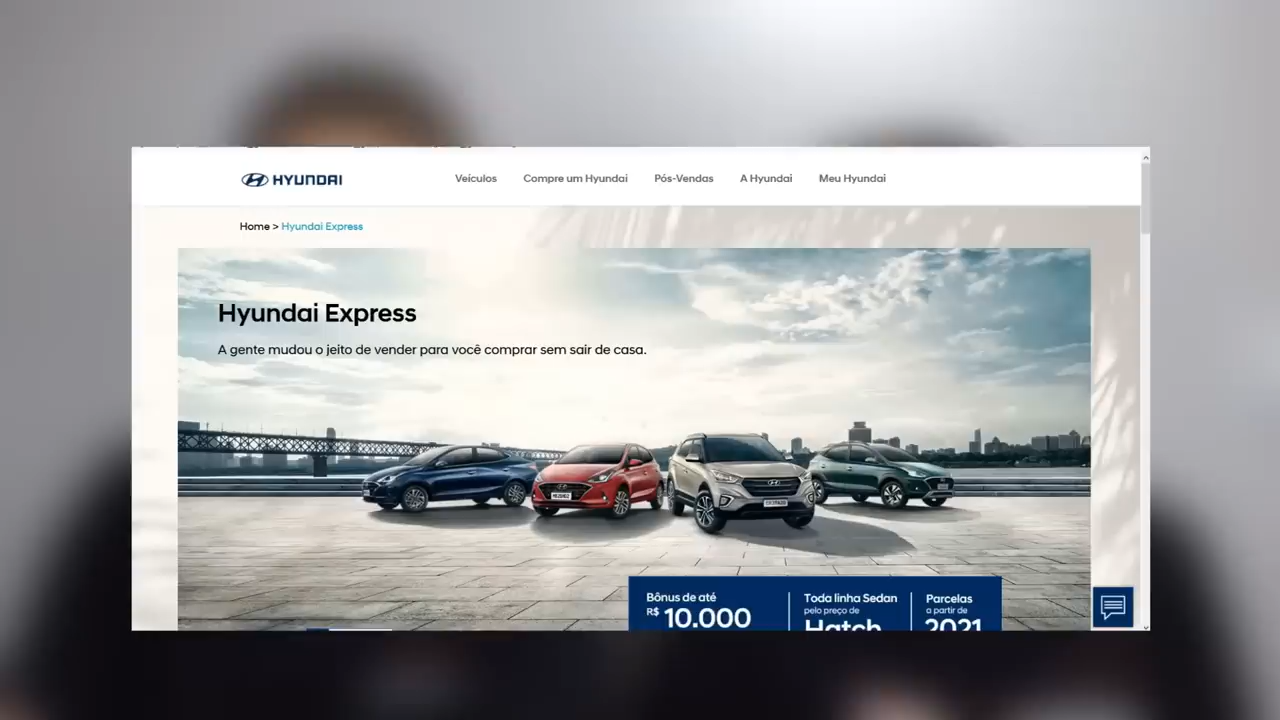 HYUNDAI
Veículos
Compre um Hyundai
Pós-Vendas
A Hyundai
Meu Hyundai
Home > Hyundai Express
Hyundai Express
A gente mudou o jeito de vender para você comprar sem sair de casa.
Bônus de até
R$ 10.000
Toda linha Sedan
pelo preço de
Hatch
Parcelas
a partir de
2021